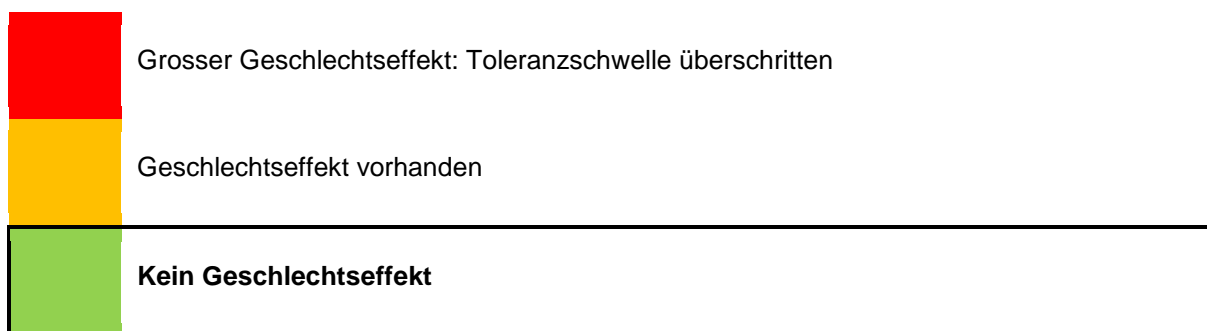 Grosser Geschlechtseffekt: Toleranzschwelle überschritten
Geschlechtseffekt vorhanden
Kein Geschlechtseffekt